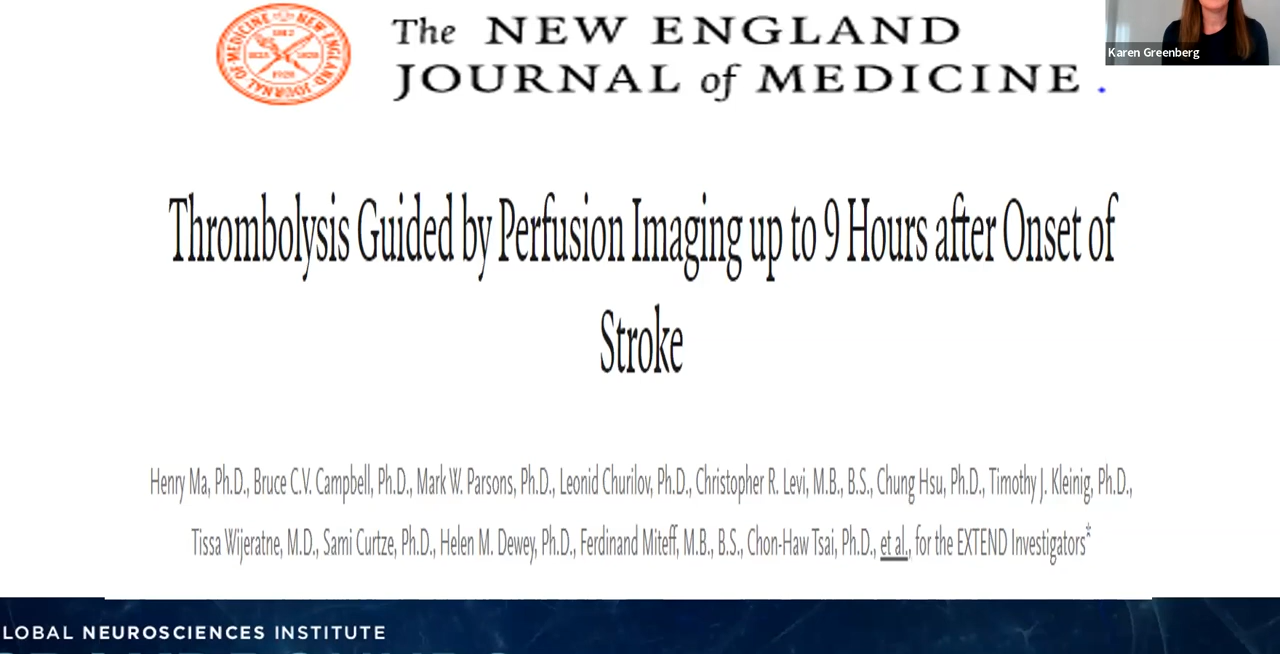 The NEW ENGLAND
JOURNAL of MEDICINE .
Karen Greenberg
Thrombolysis Guided by Perfusion Imaging up to 9 Hours after Onset of
Stroke
Henry Ma, Ph.D., Bruce C.V. Campbell, Ph.D., Mark W. Parsons, Ph.D., Leonid Churilov, Ph.D., Christopher R. Levi, M.B., B.S., Chung Hsu, Ph.D., Timothy J. Kleinig, Ph.D.,
Tissa Wijeratne, M.D., Sami Curtze, Ph.D., Helen M. Dewey, Ph.D., Ferdinand Miteff, M.B., B.S., Chon-Haw Tsai, Ph.D., et al., for the EXTEND Investigators*
LOBAL NEUROSCIENCES INSTITUTE